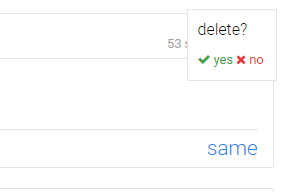 delete?
53 s
yes no
same